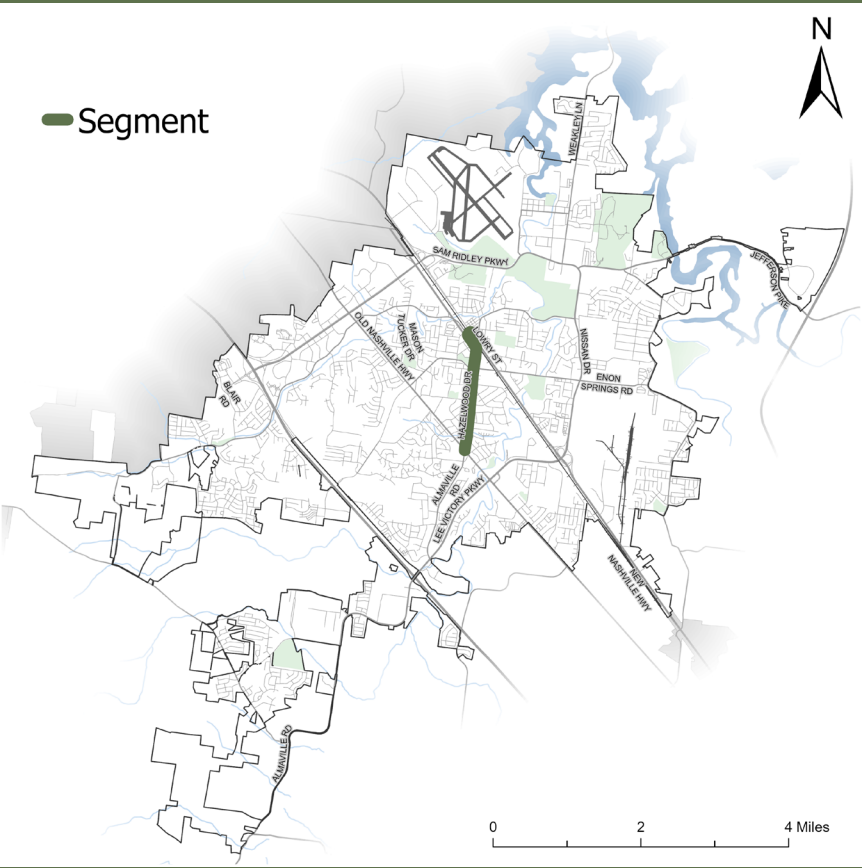 N
Segment
WEAKLEY LN
SAM RIDLEY PKWY
JEFFERSON PIKE
OLD NASHVILLE HWY
MASON
TUCKER DR
LOWRY ST
NISSAN DR
ENON
SPRINGS RD
BLAIR
RD
HAZELWOOD DR
ALMAVILLE
RD
LEE VICTORY PKWY
NEW
NASHVILLE HWY
ALMAVILLE RD
0 2 4 Miles